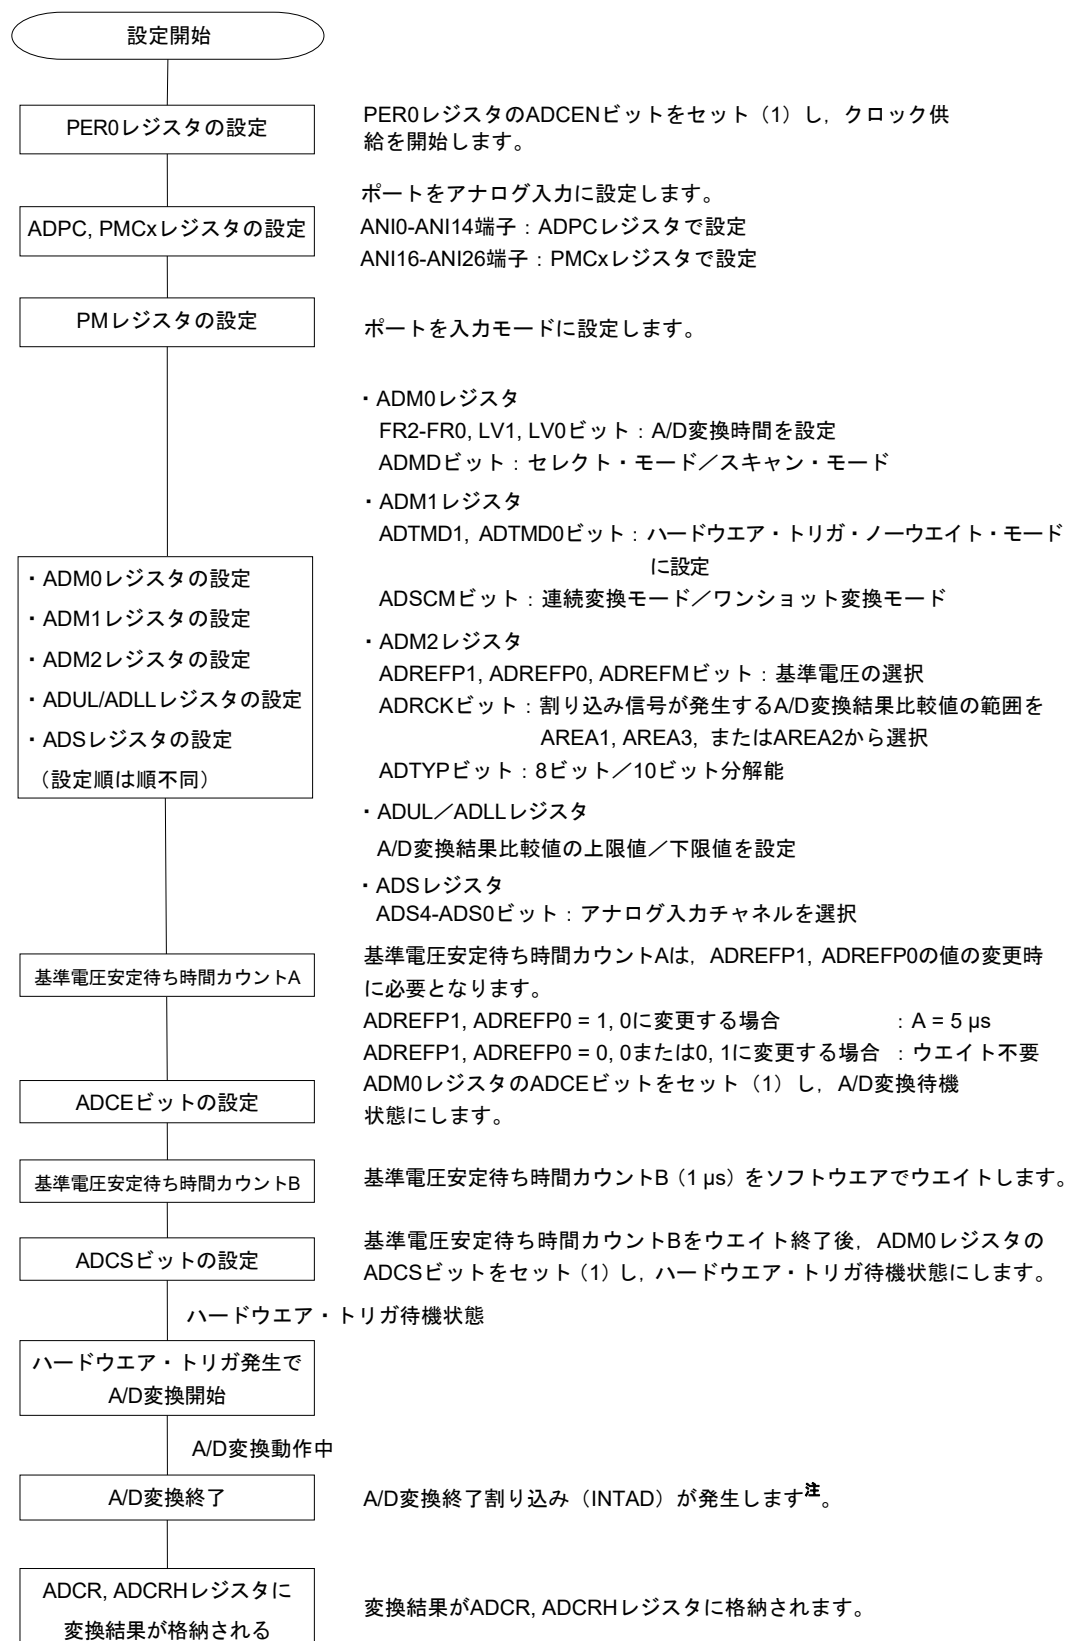 設定開始
PER0レジスタの設定
PER0レジスタのADCENビットをセット（1）し，クロック供
給を開始します。
ADPC, PMCxレジスタの設定
ポートをアナログ入力に設定します。
ANI0-ANI14端子：ADPCレジスタで設定
ANI16-ANI26端子：PMCxレジスタで設定
PMレジスタの設定
ポートを入力モードに設定します。
・ADM0レジスタの設定
・ADM1レジスタの設定
・ADM2レジスタの設定
・ADUL/ADLLレジスタの設定
・ADSレジスタの設定
（設定順は順不同）
・ADM0レジスタ
FR2-FR0, LV1, LV0ビット：A/D変換時間を設定
ADMDビット：セレクト・モード／スキャン・モード
・ADM1レジスタ
ADTMD1, ADTMD0ビット：ハードウエア・トリガ・ノーウエイト・モード
に設定
ADSCMビット：連続変換モード／ワンショット変換モード
・ADM2レジスタ
ADREFP1, ADREFP0, ADREFMビット：基準電圧の選択
ADRCKビット：割り込み信号が発生するA/D変換結果比較値の範囲を
AREA1, AREA3, またはAREA2から選択
ADTYPビット：8ビット／10ビット分解能
・ADUL／ADLLレジスタ
A/D変換結果比較値の上限値／下限値を設定
・ADSレジスタ
ADS4-ADS0ビット：アナログ入力チャネルを選択
基準電圧安定待ち時間カウントA
基準電圧安定待ち時間カウントAは，ADREFP1, ADREFP0の値の変更時
に必要となります。
ADREFP1, ADREFP0 = 1, 0に変更する場合 ：A = 5 μs
ADREFP1, ADREFP0 = 0, 0または0, 1に変更する場合 ：ウエイト不要
ADCEビットの設定
ADM0レジスタのADCEビットをセット（1）し，A/D変換待機
状態にします。
基準電圧安定待ち時間カウントB
基準電圧安定待ち時間カウントB（1 μs）をソフトウエアでウエイトします。
ADCSビットの設定
基準電圧安定待ち時間カウントBをウエイト終了後，ADM0レジスタの
ADCSビットをセット（1）し，ハードウエア・トリガ待機状態にします。
ハードウエア・トリガ待機状態
ハードウエア・トリガ発生で
A/D変換開始
A/D変換動作中
A/D変換終了
A/D変換終了割り込み（INTAD）が発生します注。
ADCR, ADCRHレジスタに
変換結果が格納される
変換結果がADCR, ADCRHレジスタに格納されます。